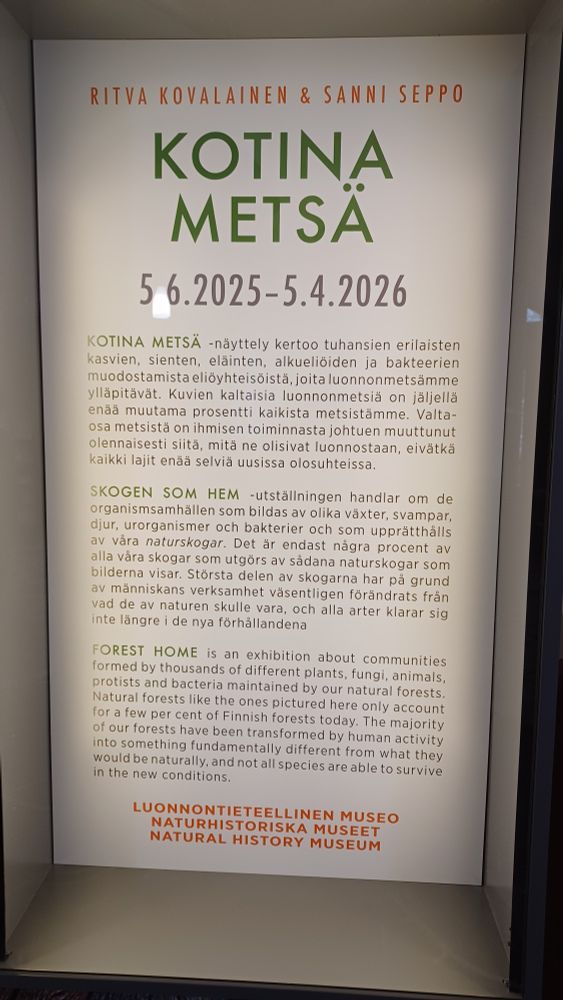 RITVA KOVALAINEN & SANNI SEPPO
KOTINA
METSÄ
5.6.2025–5.4.2026
KOTINA METSÄ -näyttely kertoo tuhansien erilaisten
kasvien, sienten, eläinten, alkueliöiden ja bakteerien
muodostamista eliöyhteisöistä, joita luonnonmetsämme
ylläpitävät. Kuvien kaltaisia luonnonmetsiä on jäljellä
enää muutama prosentti kaikista metsistämme. Valta-
osa metsistä on ihmisen toiminnasta johtuen muuttunut
olennaisesti siitä, mitä ne olisivat luonnostaan, eivätkä
kaikki lajit enää selviä uusissa olosuhteissa.
SKOGEN SOM HEM -utställningen handlar om de
organismsamhällen som bildas av olika växter, svampar,
djur, urorganismer och bakterier och som upprätthålls
av våra naturskogar. Det är endast några procent av
alla våra skogar som utgörs av sådana naturskogar som
bilderna visar. Största delen av skogarna har på grund
av människans verksamhet väsentligen förändrats från
vad de av naturen skulle vara, och alla arter klarar sig
inte längre i de nya förhållandena
FOREST HOME is an exhibition about communities
formed by thousands of different plants, fungi, animals,
protists and bacteria maintained by our natural forests.
Natural forests like the ones pictured here only account
for a few per cent of Finnish forests today. The majority
of our forests have been transformed by human activity
into something fundamentally different from what they
would be naturally, and not all species are able to survive
in the new conditions.
LUONNONTIETEELLINEN MUSEO
NATURHISTORISKA MUSEET
NATURAL HISTORY MUSEUM